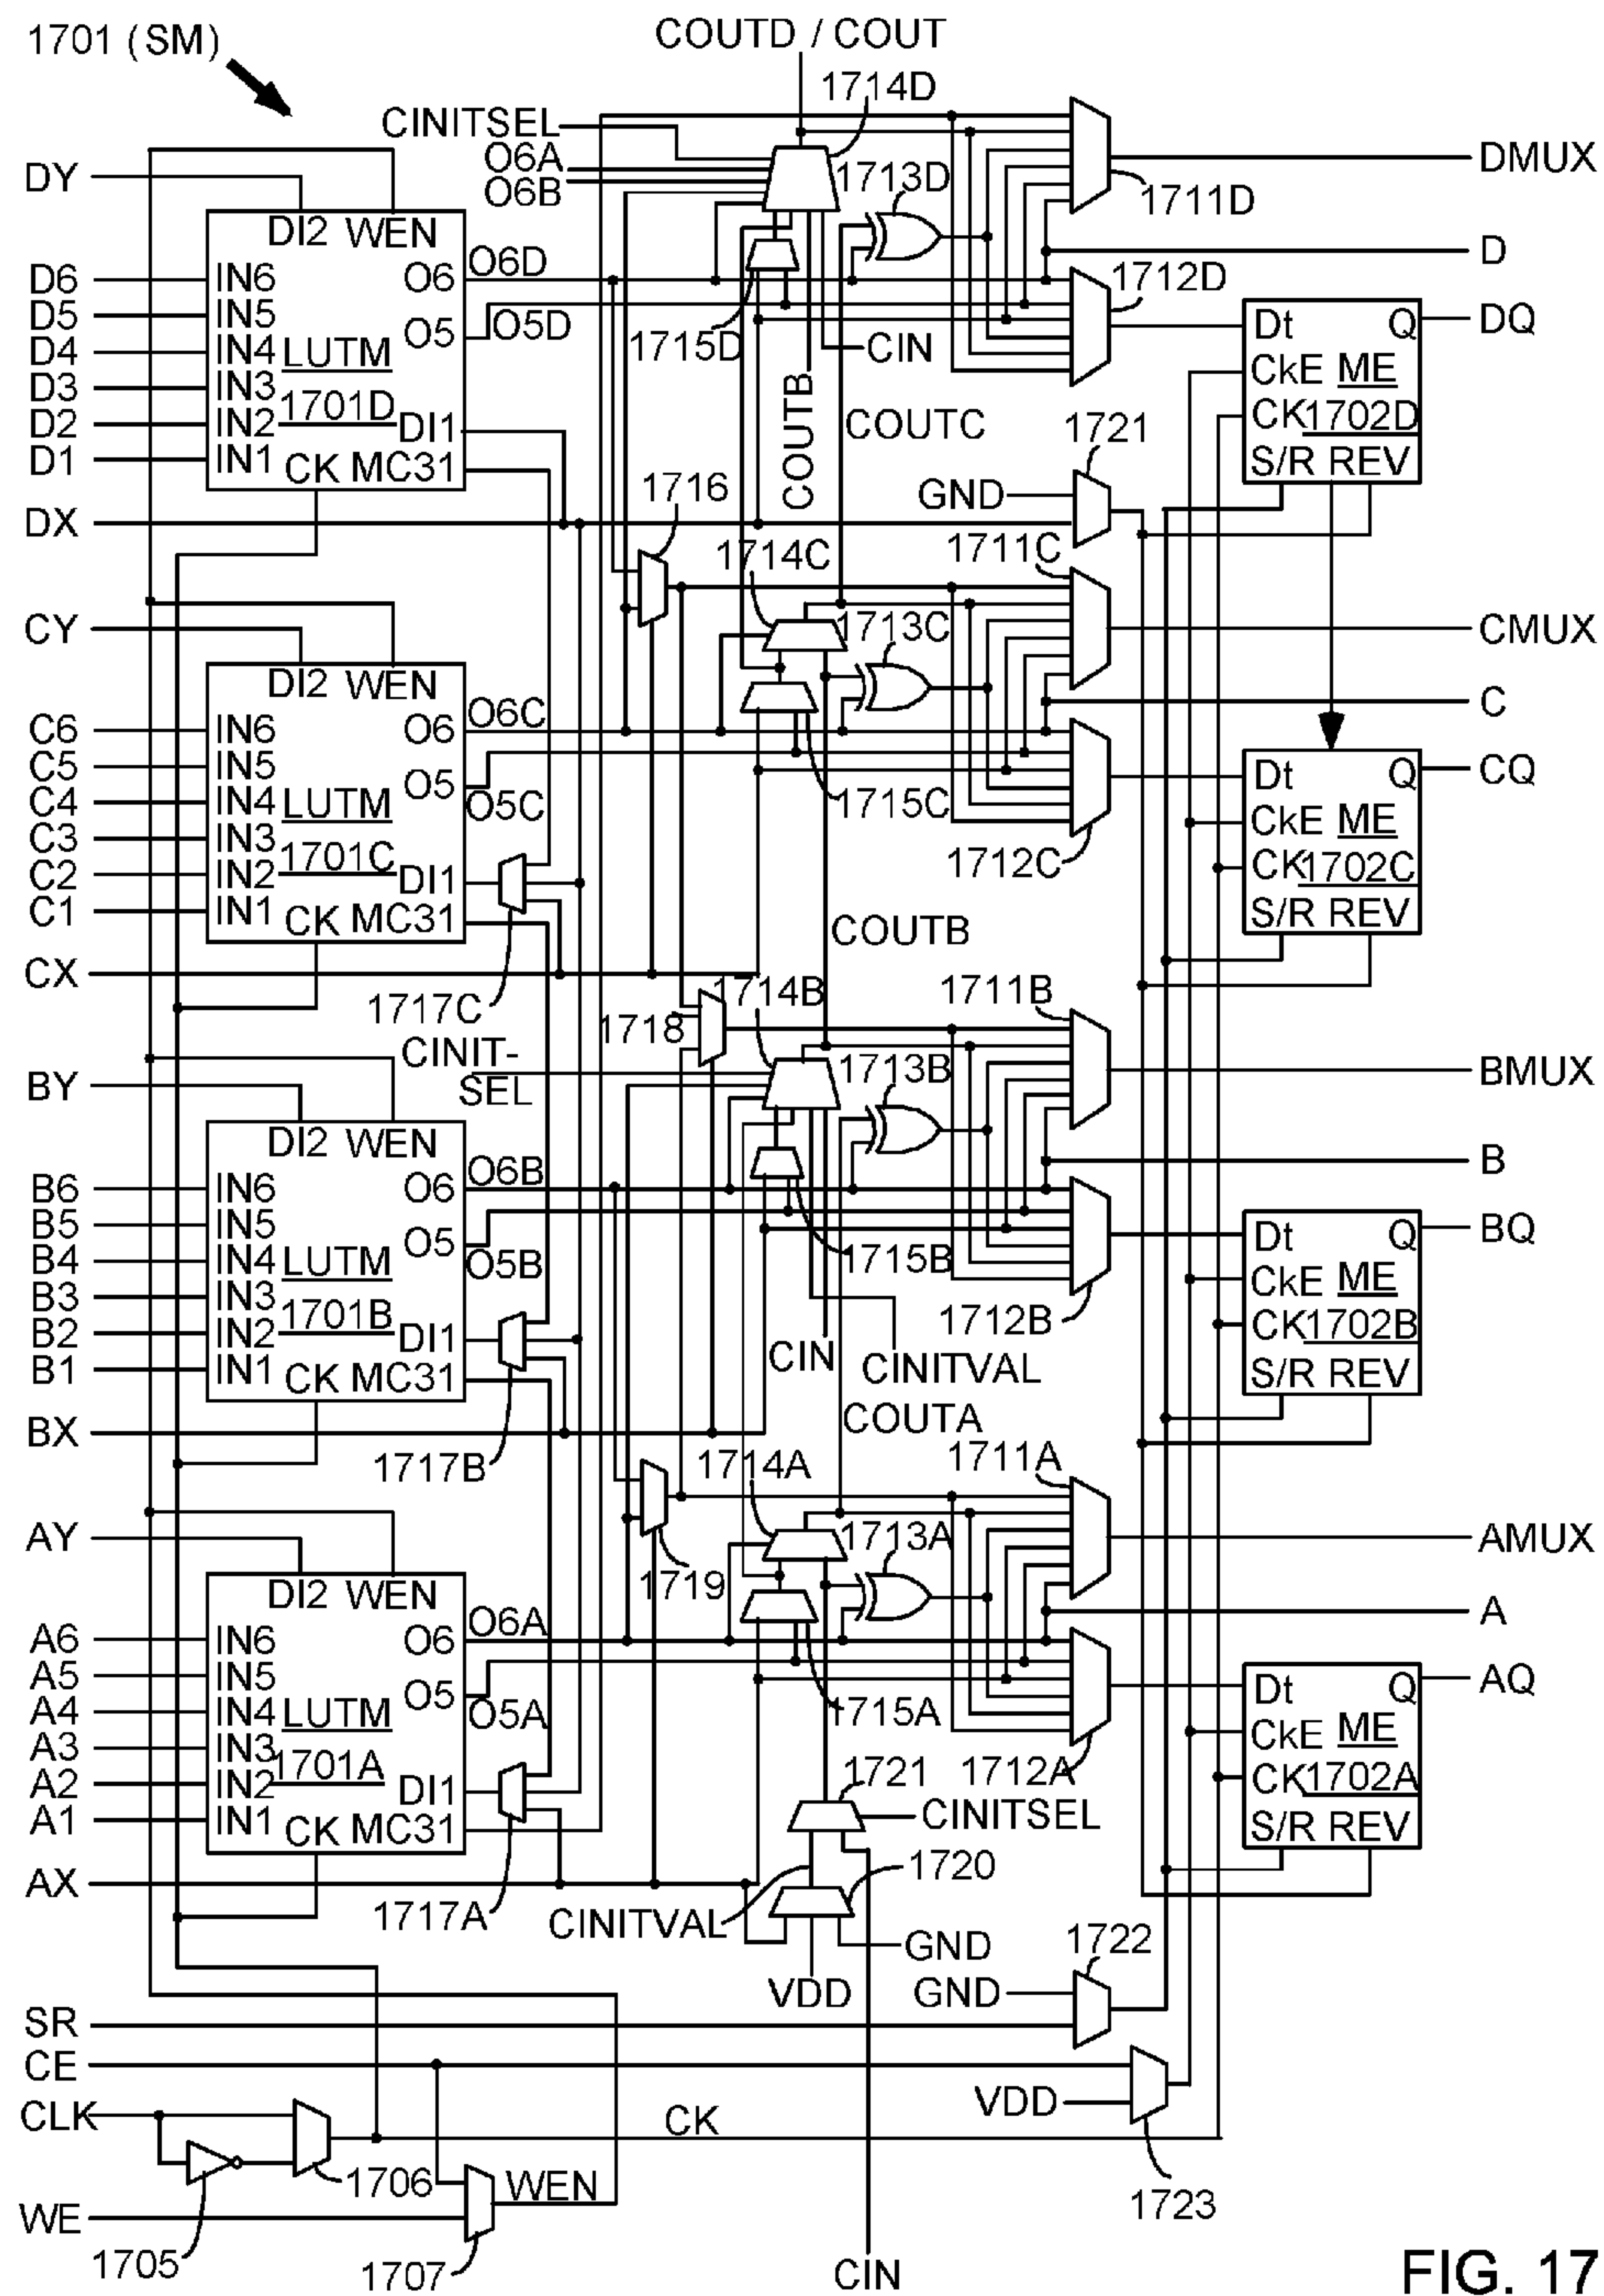 1701 (SM)
COUTD / COUT
1714D
CINITSEL
O6A
O6B
1713D
DMUX
1711D
DY
DI2 WEN
D6
D5
D4
D3
D2
D1
IN6
IN5
IN4
IN3
IN2
IN1
LUTM
1701D
O6
O5
DI1
CK MC31
O6D
O5D
1715D
CIN
COUTB
COUTC
D
1712D
Dt
Q
CkE ME
CK 1702D
S/R REV
DQ
DX
1716
GND
1721
1714C
1711C
CY
DI2 WEN
C6
C5
C4
C3
C2
C1
IN6
IN5
IN4
IN3
IN2
IN1
LUTM
1701C
O6
O5
DI1
CK MC31
O6C
O5C
1713C
CMUX
C
1715C
1712C
Dt
Q
CkE ME
CK 1702C
S/R REV
CQ
COUTB
CX
1717C
1714B
1711B
1718
CINIT-
SEL
BY
DI2 WEN
B6
B5
B4
B3
B2
B1
IN6
IN5
IN4
IN3
IN2
IN1
LUTM
1701B
O6
O5
DI1
CK MC31
O6B
O5B
1713B
BMUX
B
1715B
1712B
Dt
Q
CkE ME
CK 1702B
S/R REV
BQ
CIN
CINITVAL
COUTA
BX
1717B
1714A
1711A
AY
DI2 WEN
A6
A5
A4
A3
A2
A1
IN6
IN5
IN4
IN3
IN2
IN1
LUTM
1701A
O6
O5
DI1
CK MC31
O6A
O5A
1719
1713A
AMUX
A
1715A
1712A
Dt
Q
CkE ME
CK 1702A
S/R REV
AQ
1721
CINITSEL
1720
AX
1717A
CINITVAL
GND
VDD
1722
GND
SR
CE
VDD
CLK
CK
1706
WEN
1723
WE
1705
1707
CIN
FIG. 17